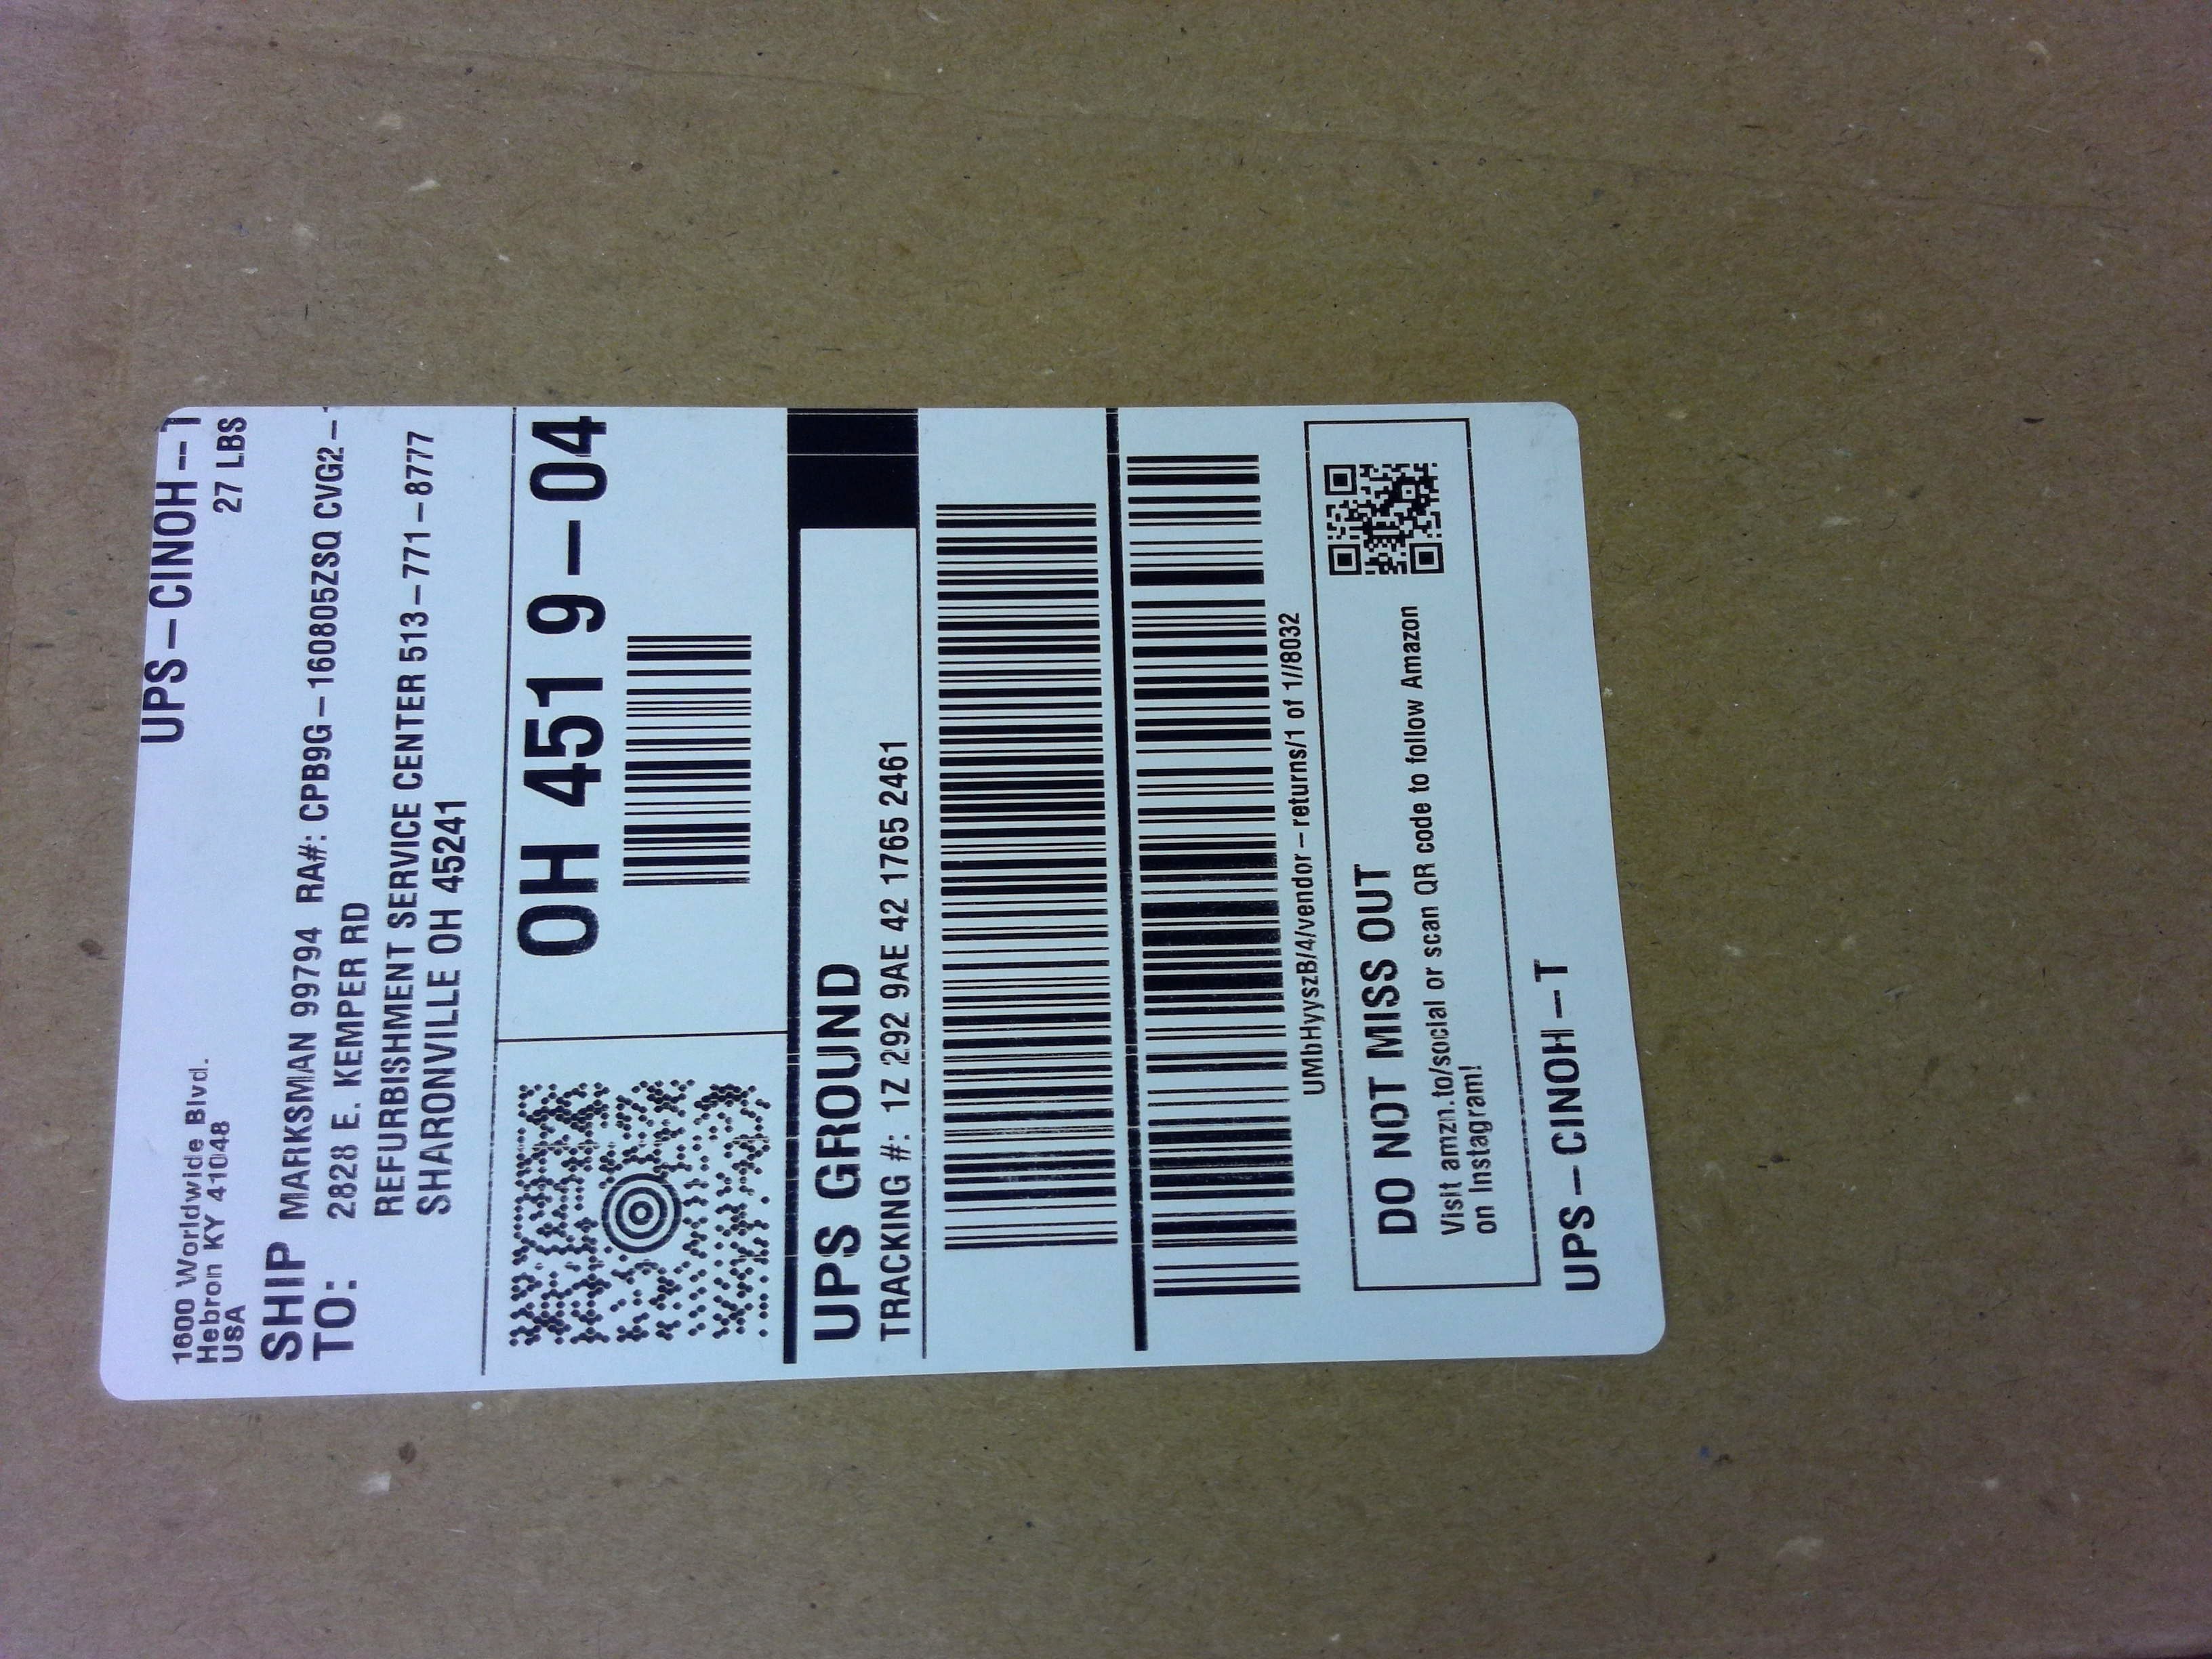 UPS-CINOH--T
27 LBS
1600 Worldwide Blvd.
Hebron KY 41048
USA
SHIP TO:
MARKSMAN 99794 RA#: CPB9G-160805ZSQ CVG2-
2828 E. KEMPER RD
REFURBISHMENT SERVICE CENTER 513-771-8777
SHARONVILLE OH 45241
OH 451 9-04
UPS GROUND
TRACKING #: 1Z 292 9AE 42 1765 2461
UMbHyyszB/4/vendor-returns/1 of 1//8032
DO NOT MISS OUT
Visit amzn.to/social or scan QR code to follow Amazon
on Instagram!
UPS-CINOH-T